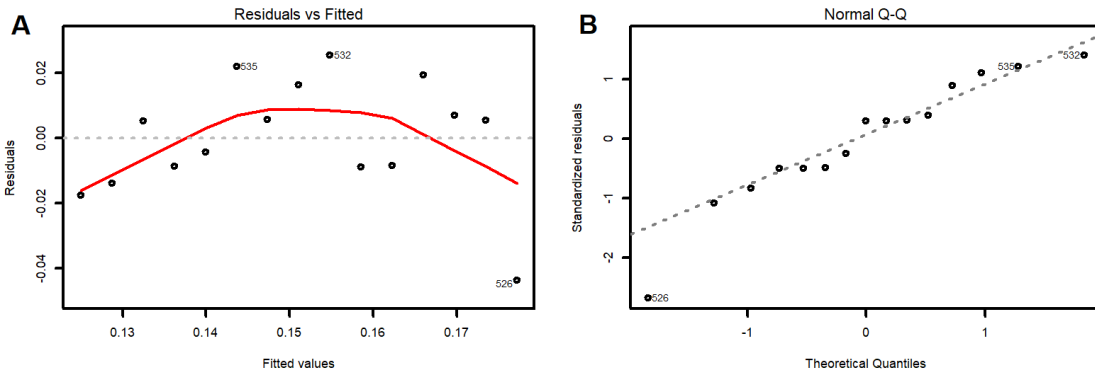 A
Residuals vs Fitted
Residuals
0.02
0.00
-0.02
-0.04
535
532
526
0.13 0.14 0.15 0.16 0.17
Fitted values
B
Normal Q-Q
Standardized residuals
1
0
-1
-2
535
532
526
-1 0 1
Theoretical Quantiles